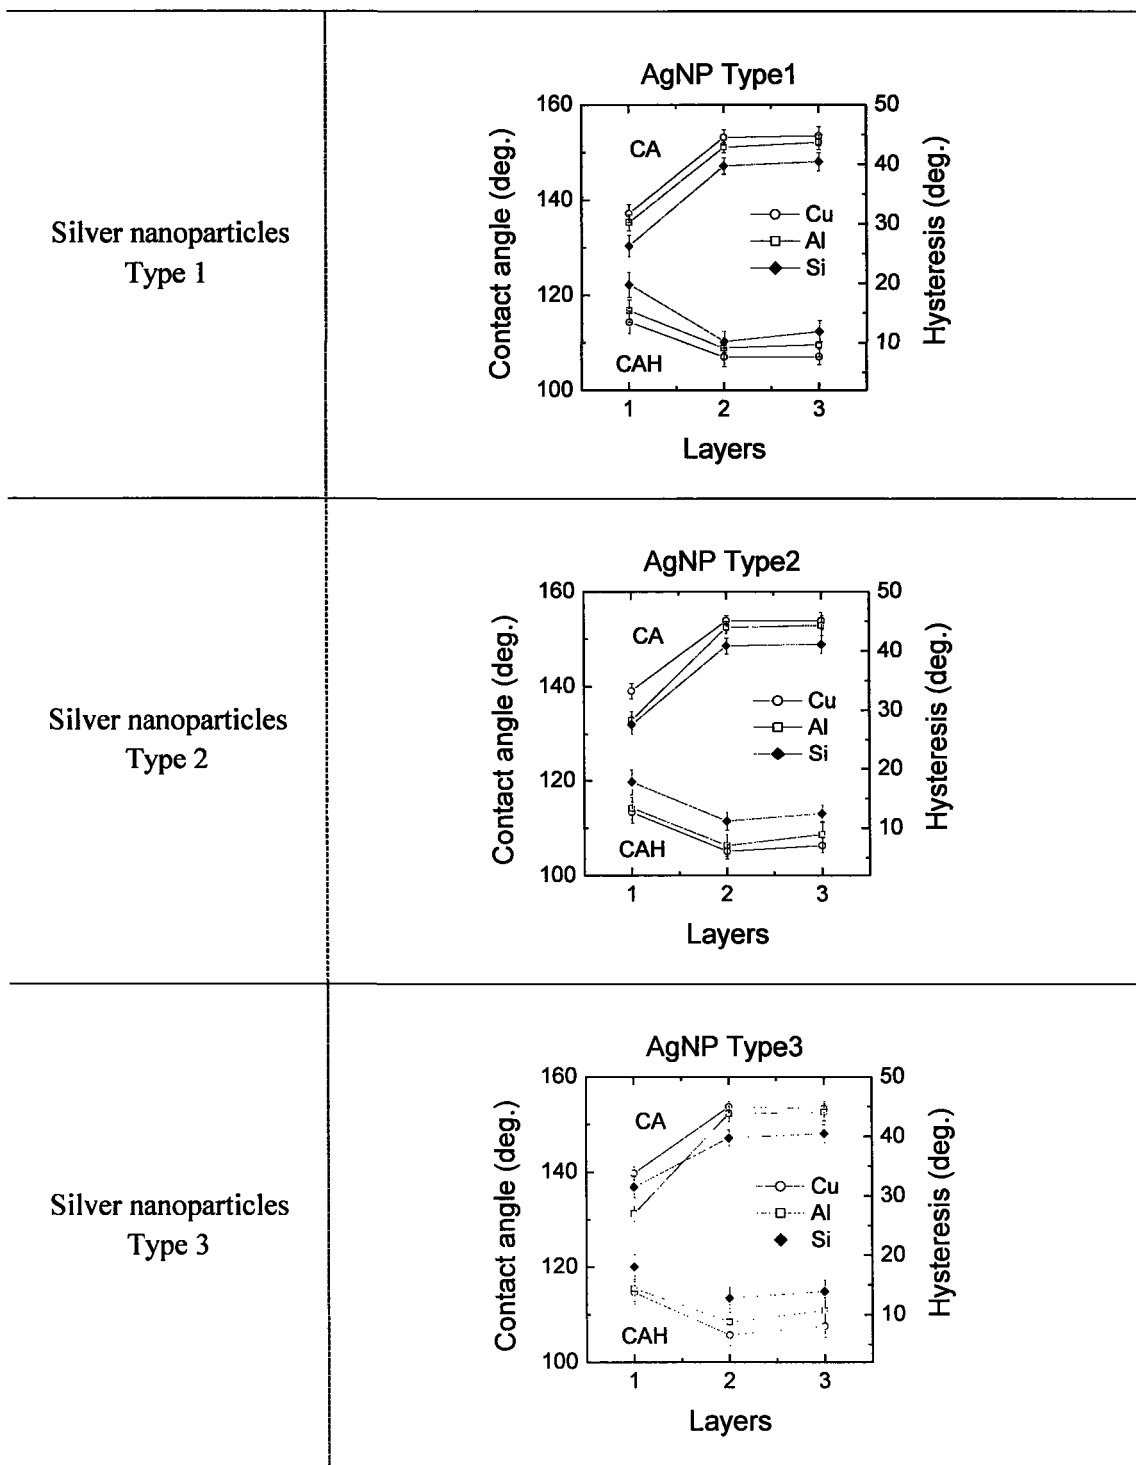 Silver nanoparticles
Type 1
AgNP Type1
160
140
120
100
50
40
30
20
10
CA
CAH
Cu
Al
Si
1 2 3
Layers
Contact angle (deg.)
Hysteresis (deg.)
Silver nanoparticles
Type 2
AgNP Type2
160
140
120
100
50
40
30
20
10
CA
CAH
Cu
Al
Si
1 2 3
Layers
Contact angle (deg.)
Hysteresis (deg.)
Silver nanoparticles
Type 3
AgNP Type3
160
140
120
100
50
40
30
20
10
CA
CAH
Cu
Al
Si
1 2 3
Layers
Contact angle (deg.)
Hysteresis (deg.)